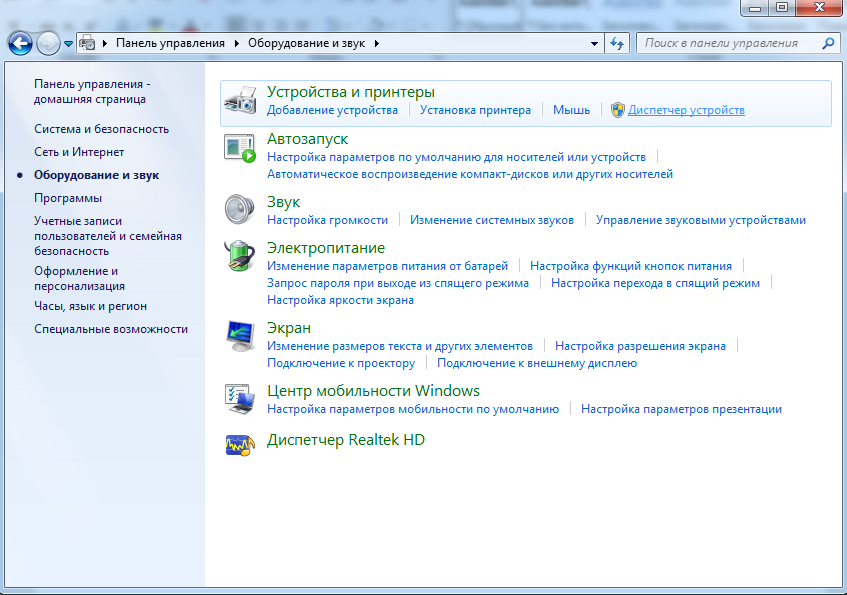 Панель управления
Оборудование и звук
Поиск в панели управления
Панель управления -
домашняя страница
Система и безопасность
Сеть и Интернет
Оборудование и звук
Программы
Учетные записи
пользователей и семейная
безопасность
Оформление и
персонализация
Часы, язык и регион
Специальные возможности
Устройства и принтеры
Добавление устройства Установка принтера Мышь Диспетчер устройств
Автозапуск
Настройка параметров по умолчанию для носителей или устройств
Автоматическое воспроизведение компакт-дисков или других носителей
Звук
Настройка громкости Изменение системных звуков Управление звуковыми устройствами
Электропитание
Изменение параметров питания от батарей Настройка функций кнопок питания
Запрос пароля при выходе из спящего режима Настройка перехода в спящий режим
Настройка яркости экрана
Экран
Изменение размеров текста и других элементов Настройка разрешения экрана
Подключение к проектору Подключение к внешнему дисплею
Центр мобильности Windows
Настройка параметров мобильности по умолчанию Настройка параметров презентации
Диспетчер Realtek HD